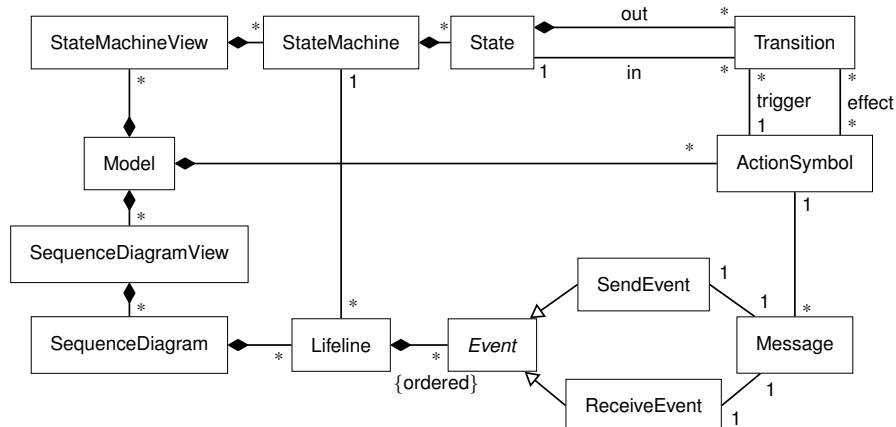 StateMachineView
*
StateMachine
*
State
out
*
Transition
1
in
*
*
1
*
trigger
*
effect
1
*
Model
*
ActionSymbol
*
1
SequenceDiagramView
*
SendEvent
1
1
*
*
SequenceDiagram
*
Lifeline
*
Event
Message
{ordered}
1
ReceiveEvent
1